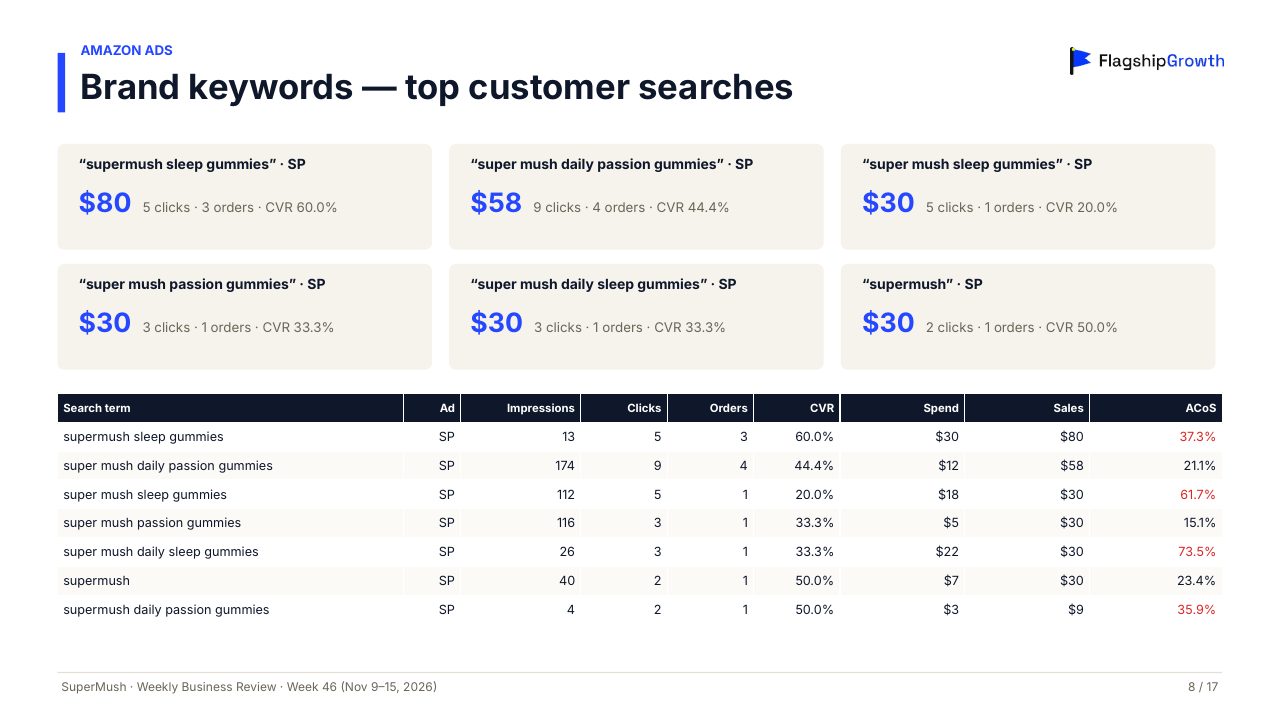 AMAZON ADS
Brand keywords — top customer searches
FlagshipGrowth
“supermush sleep gummies” · SP
$80 5 clicks · 3 orders · CVR 60.0%
“super mush daily passion gummies” · SP
$58 9 clicks · 4 orders · CVR 44.4%
“super mush sleep gummies” · SP
$30 5 clicks · 1 orders · CVR 20.0%
“super mush passion gummies” · SP
$30 3 clicks · 1 orders · CVR 33.3%
“super mush daily sleep gummies” · SP
$30 3 clicks · 1 orders · CVR 33.3%
“supermush” · SP
$30 2 clicks · 1 orders · CVR 50.0%
Search term Ad Impressions Clicks Orders CVR Spend Sales ACoS
supermush sleep gummies SP 13 5 3 60.0% $30 $80 37.3%
super mush daily passion gummies SP 174 9 4 44.4% $12 $58 21.1%
super mush sleep gummies SP 112 5 1 20.0% $18 $30 61.7%
super mush passion gummies SP 116 3 1 33.3% $5 $30 15.1%
super mush daily sleep gummies SP 26 3 1 33.3% $22 $30 73.5%
supermush SP 40 2 1 50.0% $7 $30 23.4%
supermush daily passion gummies SP 4 2 1 50.0% $3 $9 35.9%
SuperMush · Weekly Business Review · Week 46 (Nov 9–15, 2026)
8 / 17